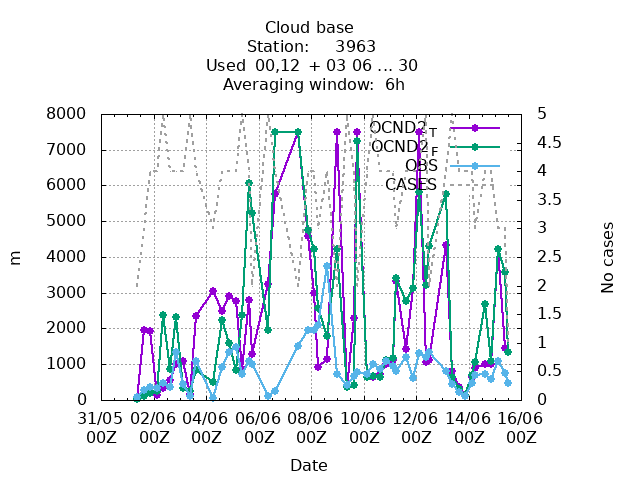 Cloud base
Station: 3963
Used 00,12 + 03 06 ... 30
Averaging window: 6h
8000
7000
6000
5000
4000
3000
2000
1000
0
m
5
4.5
4
3.5
3
2.5
2
1.5
1
0.5
0
No cases
OCND2_T
OCND2_F
OBS
CASES
31/05 02/06 04/06 06/06 08/06 10/06 12/06 14/06 16/06
00Z 00Z 00Z 00Z 00Z 00Z 00Z 00Z 00Z
Date